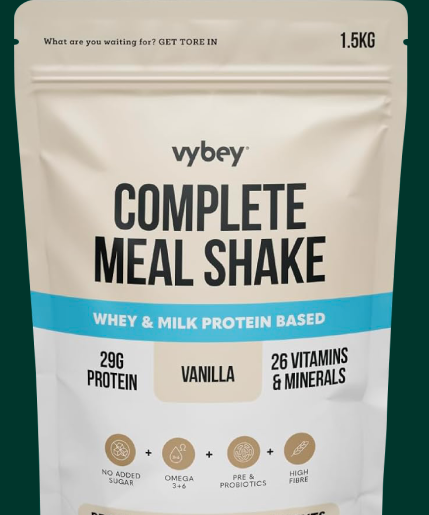 What are you waiting for? GET TORE IN
1.5KG
vybey®
COMPLETE
MEAL SHAKE
WHEY & MILK PROTEIN BASED
29G
PROTEIN
VANILLA
26 VITAMINS
& MINERALS
NO ADDED
SUGAR
+
OMEGA
3+6
+
PRE &
PROBIOTICS
+
HIGH
FIBRE